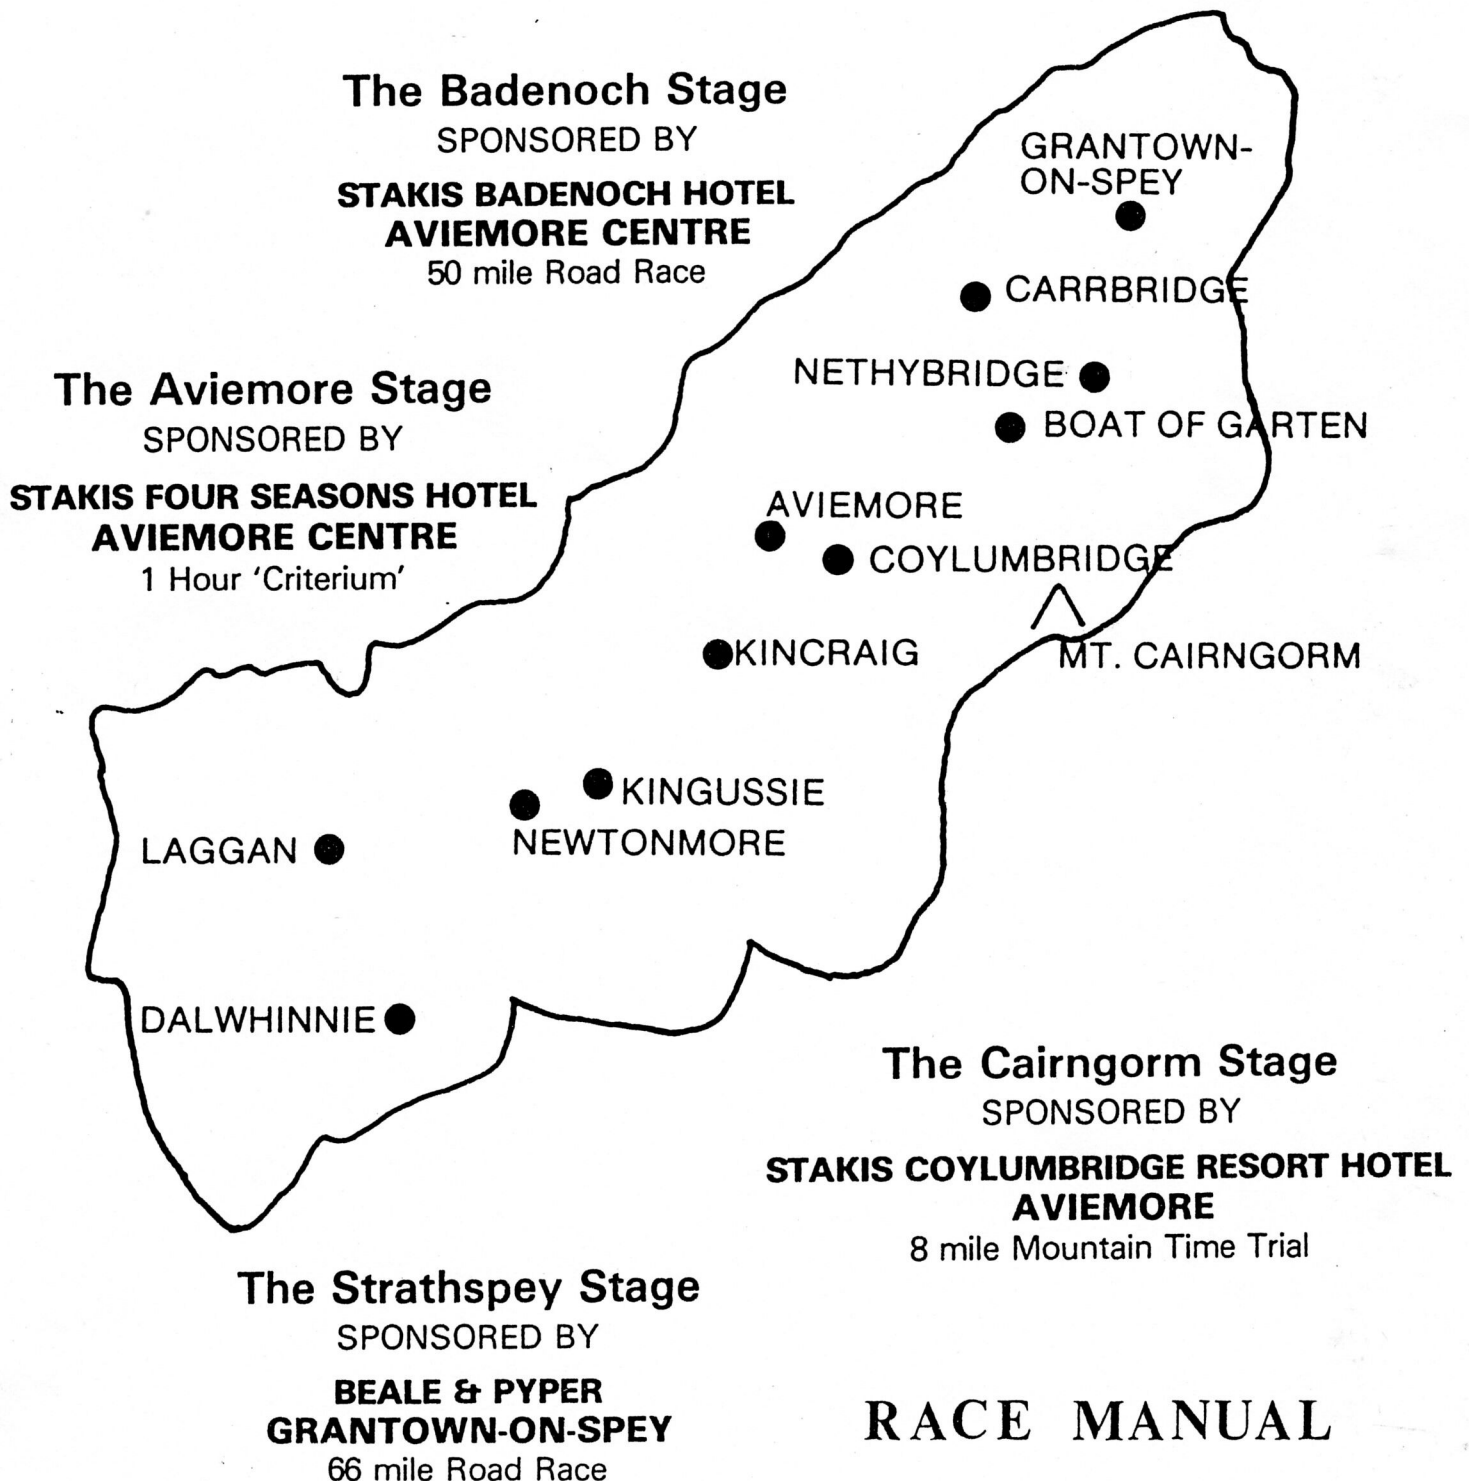 The Badenoch Stage
SPONSORED BY
STAKIS BADENOCH HOTEL
AVIEMORE CENTRE
50 mile Road Race
The Aviemore Stage
SPONSORED BY
STAKIS FOUR SEASONS HOTEL
AVIEMORE CENTRE
1 Hour ‘Criterium’
GRANTOWN-
ON-SPEY
CARRBRIDGE
NETHYBRIDGE
BOAT OF GARTEN
AVIEMORE
COYLUMBRIDGE
KINCRAIG
MT. CAIRNGORM
KINGUSSIE
NEWTONMORE
LAGGAN
DALWHINNIE
The Cairngorm Stage
SPONSORED BY
STAKIS COYLUMBRIDGE RESORT HOTEL
AVIEMORE
8 mile Mountain Time Trial
The Strathspey Stage
SPONSORED BY
BEALE & PYPER
GRANTOWN-ON-SPEY
66 mile Road Race
RACE MANUAL